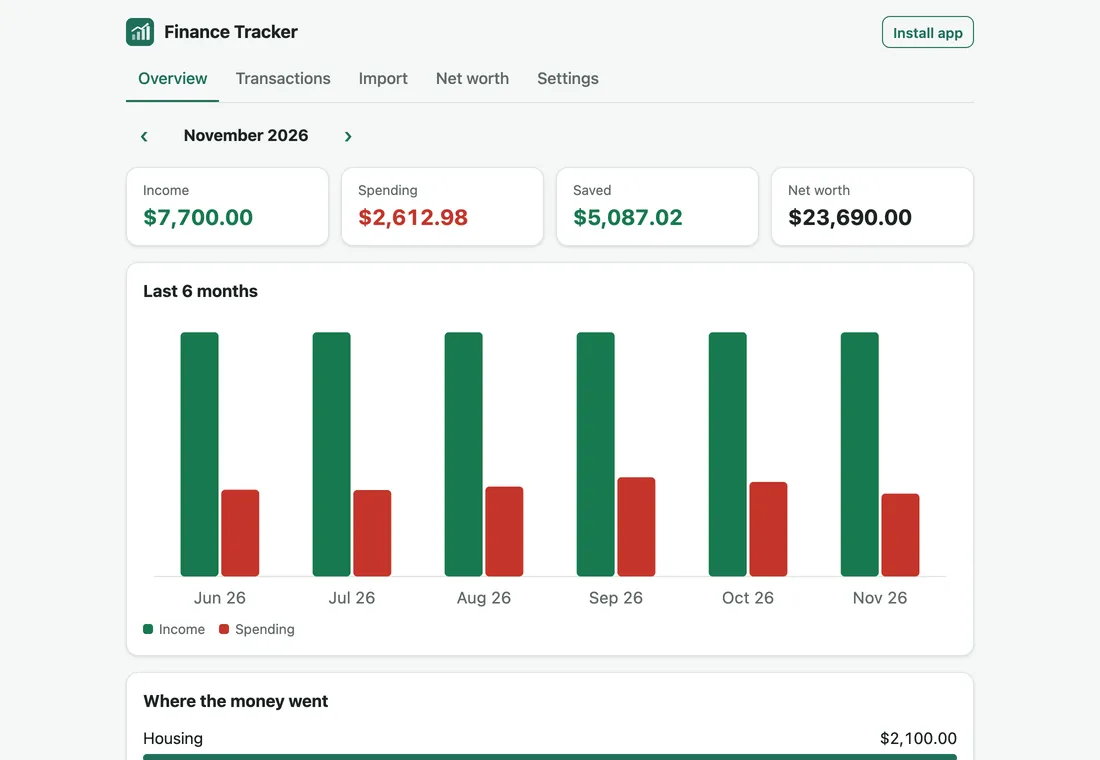 Finance Tracker
Install app
Overview Transactions Import Net worth Settings
‹ November 2026 ›
Income Spending Saved Net worth
$7,700.00 $2,612.98 $5,087.02 $23,690.00
Last 6 months
Jun 26 Jul 26 Aug 26 Sep 26 Oct 26 Nov 26
Income Spending
Where the money went
Housing $2,100.00